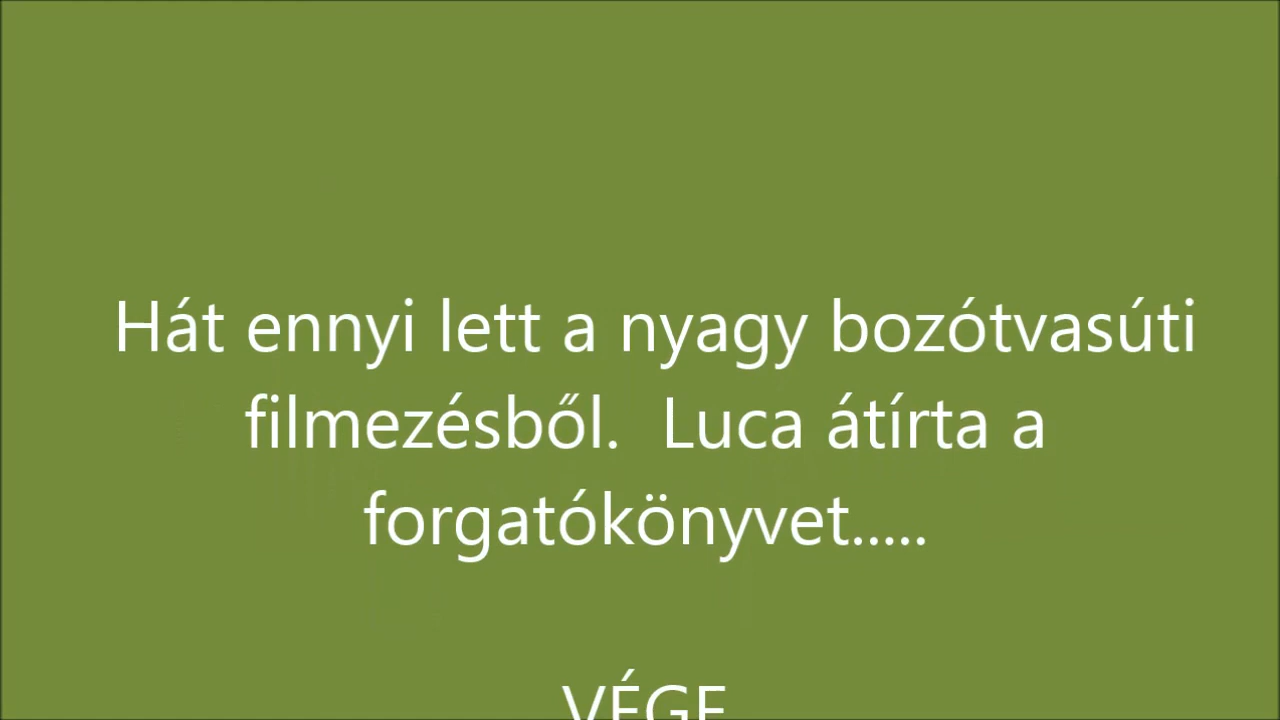 Hát ennyi lett a nyagy bozótvasúti
filmezésből.  Luca átírta a
forgatókönyvet.....
VÉGE